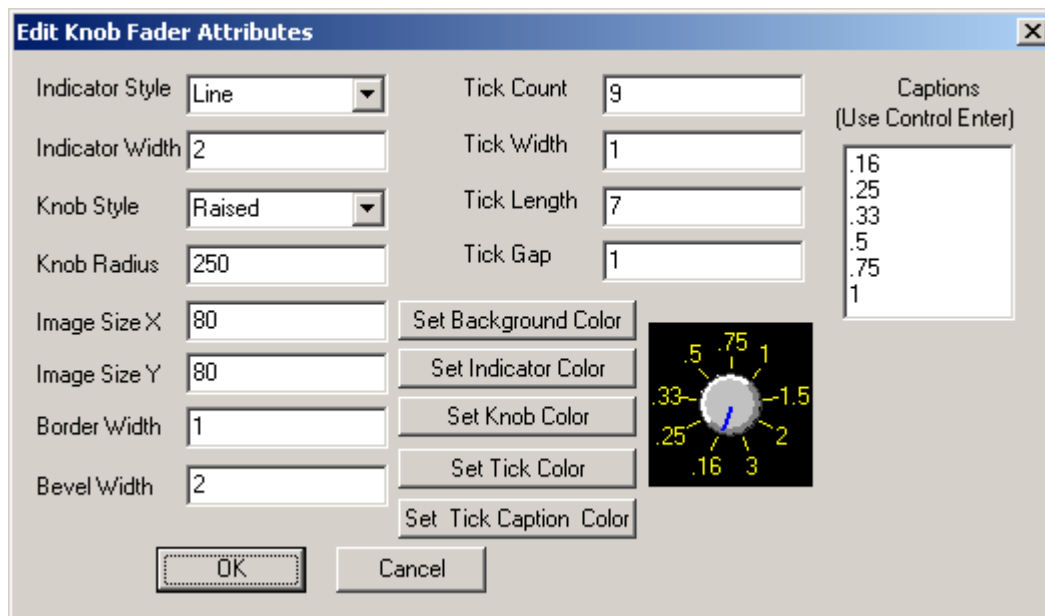 Edit Knob Fader Attributes
Indicator Style
Line
Indicator Width
2
Knob Style
Raised
Knob Radius
250
Image Size X
80
Image Size Y
80
Border Width
1
Bevel Width
2
Tick Count
9
Tick Width
1
Tick Length
7
Tick Gap
1
Set Background Color
Set Indicator Color
Set Knob Color
Set Tick Color
Set Tick Caption Color
Captions
(Use Control Enter)
.16
.25
.33
.5
.75
1
.5 .75 1
.33 1.5
.25 2
.16 3
OK
Cancel